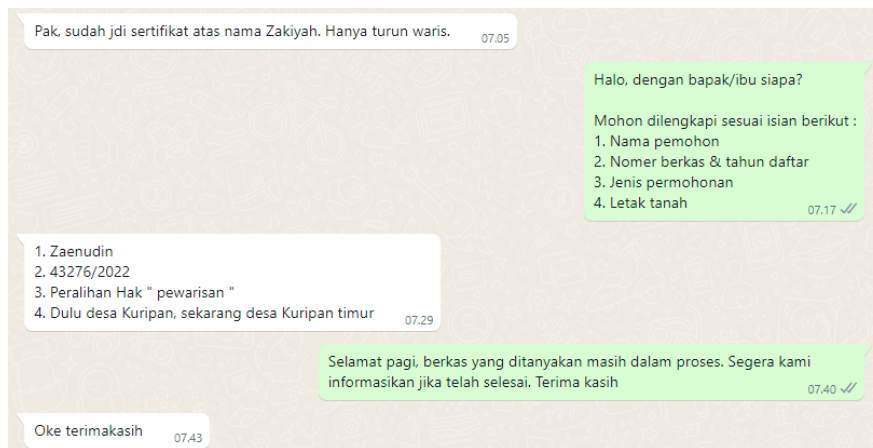 Pak, sudah jdi sertifikat atas nama Zakiyah. Hanya turun waris.
07.05
Halo, dengan bapak/ibu siapa?
Mohon dilengkapi sesuai isian berikut :
1. Nama pemohon
2. Nomer berkas & tahun daftar
3. Jenis permohonan
4. Letak tanah
07.17
1. Zaenudin
2. 43276/2022
3. Peralihan Hak " pewarisan "
4. Dulu desa Kuripan, sekarang desa Kuripan timur
07.29
Selamat pagi, berkas yang ditanyakan masih dalam proses. Segera kami
informasikan jika telah selesai. Terima kasih
07.40
Oke terimakasih
07.43